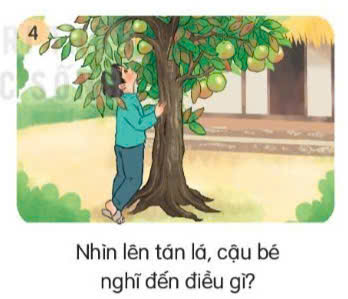 4
Nhìn lên tán lá, cậu bé
nghĩ đến điều gì?